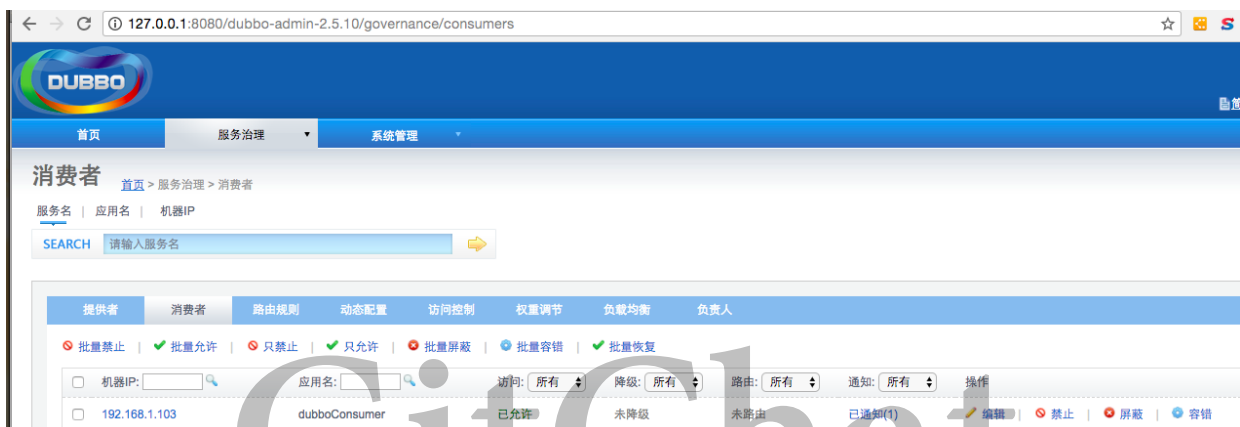 127.0.0.1:8080/dubbo-admin-2.5.10/governance/consumers
DUBBO
首页 服务治理 系统管理
消费者 首页 > 服务治理 > 消费者
服务名 | 应用名 | 机器IP
SEARCH 请输入服务名
提供者 消费者 路由规则 动态配置 访问控制 权重调节 负载均衡 负责人
批量禁止 | 批量允许 | 只禁止 | 只允许 | 批量屏蔽 | 批量容错 | 批量恢复
机器IP: 应用名: 访问: 所有 降级: 所有 路由: 所有 通知: 所有 操作
192.168.1.103 dubboConsumer 已允许 未降级 未路由 已通知(1) 编辑 | 禁止 | 屏蔽 | 容错
GitChat